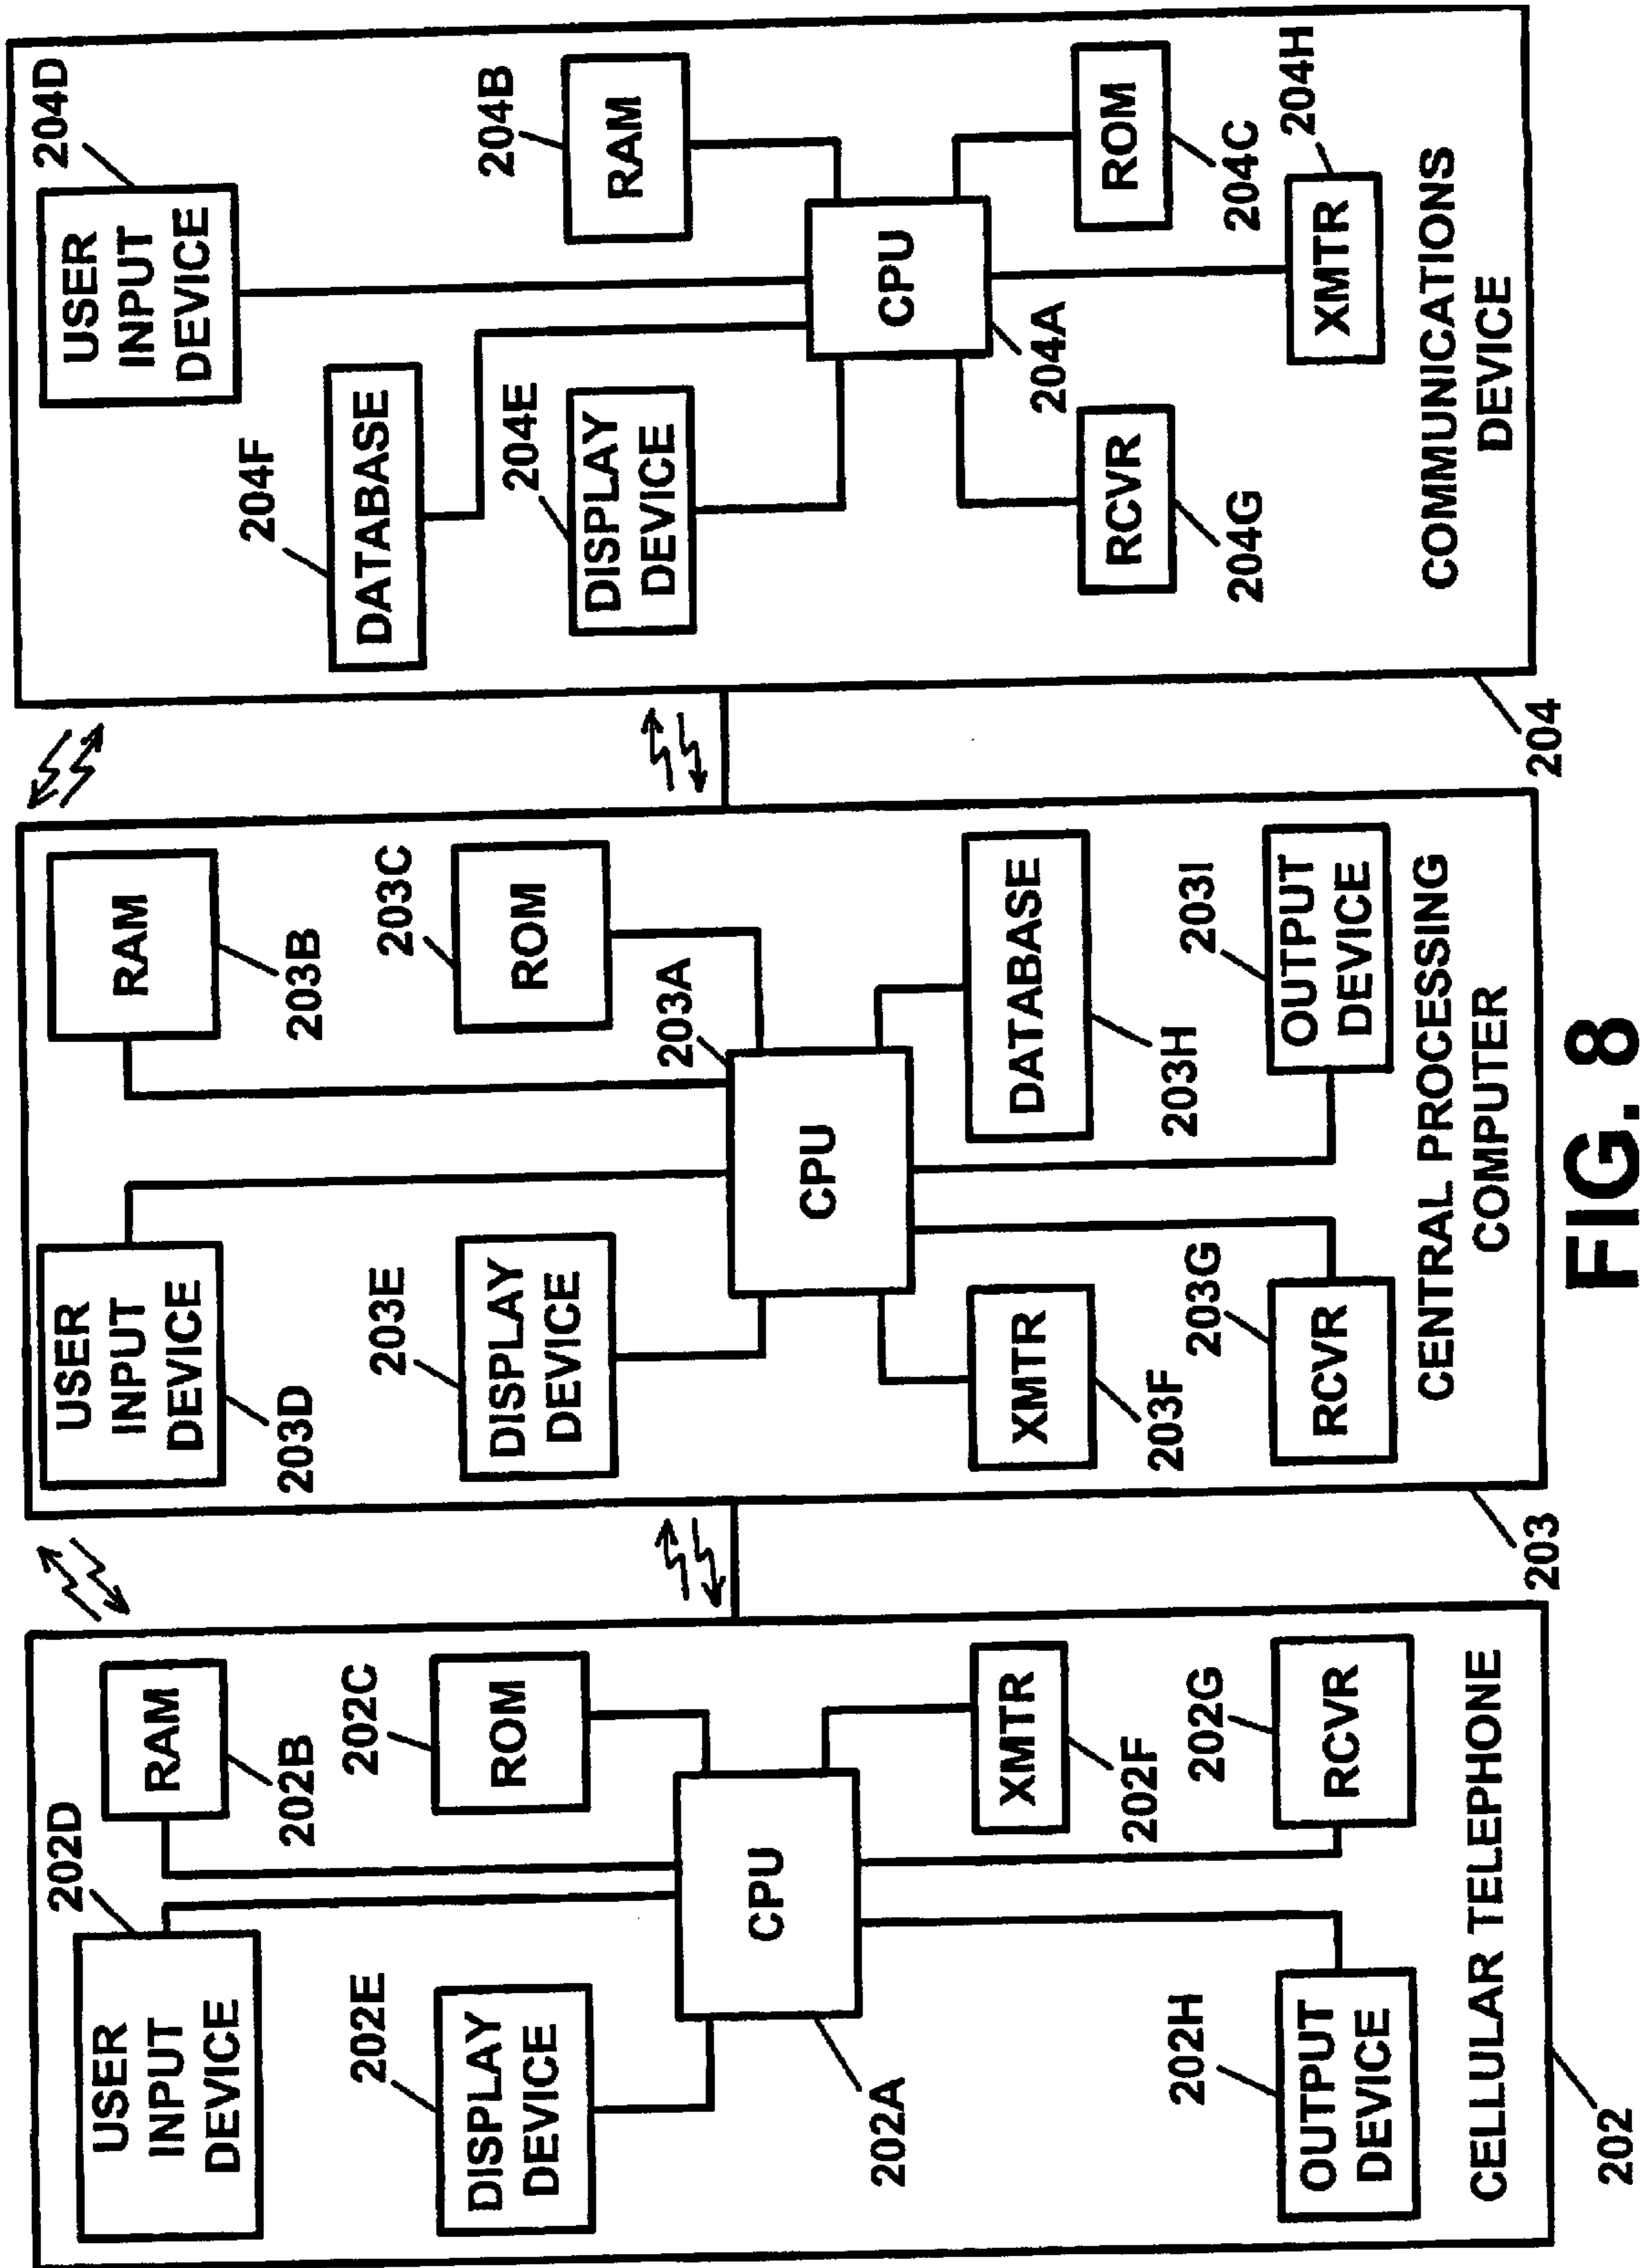 202D
USER
INPUT
DEVICE
RAM
202B
202E
DISPLAY
DEVICE
202C
ROM
CPU
202A
XMTR
202F
202H
OUTPUT
DEVICE
202G
RCVR
CELLULAR TELEPHONE
202
USER
INPUT
DEVICE
203D
RAM
203B
203E
DISPLAY
DEVICE
203C
ROM
203A
CPU
XMTR
203F
DATABASE
203H
203G
RCVR
203I
OUTPUT
DEVICE
CENTRAL PROCESSING
COMPUTER
203
204D
USER
INPUT
DEVICE
204F
DATABASE
204E
DISPLAY
DEVICE
204B
RAM
CPU
204A
RCVR
204G
ROM
204C
204H
XMTR
COMMUNICATIONS
DEVICE
204
FIG. 8